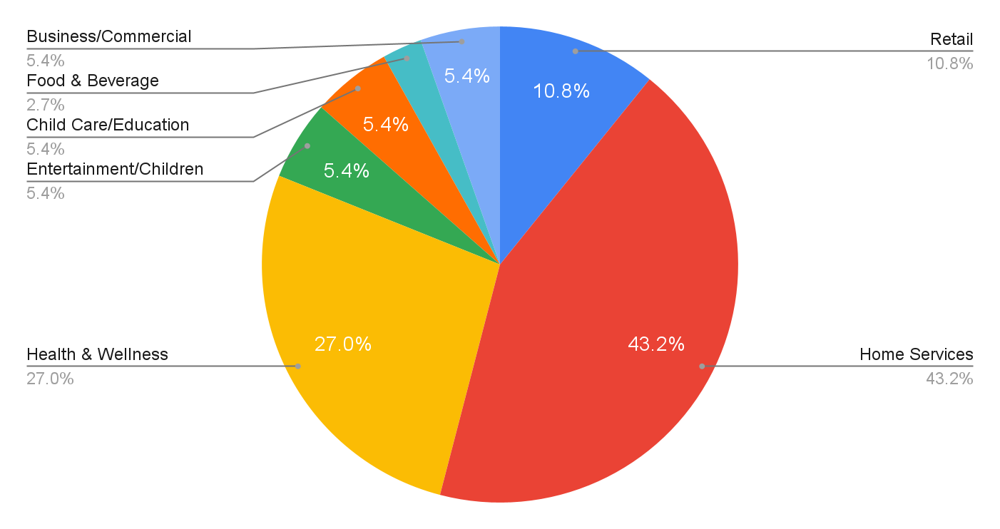 Business/Commercial
5.4%
Food & Beverage
2.7%
Child Care/Education
5.4%
Entertainment/Children
5.4%
Health & Wellness
27.0%
5.4%
10.8%
5.4%
5.4%
27.0%
43.2%
Retail
10.8%
Home Services
43.2%